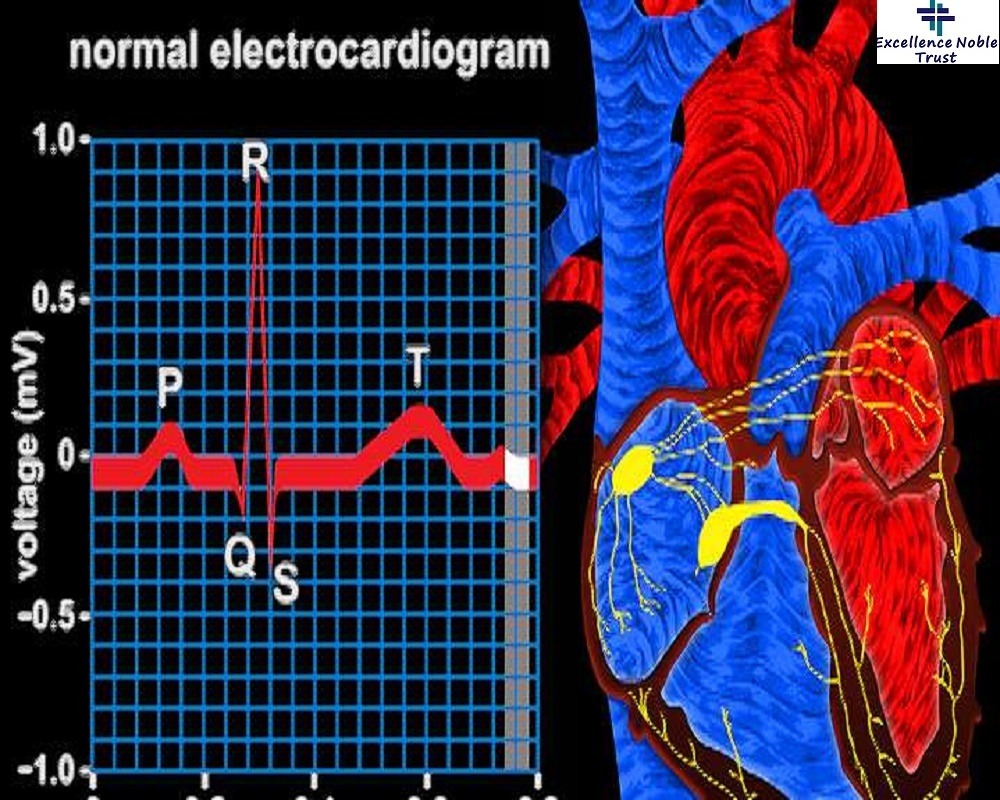 Excellence Noble
Trust
normal electrocardiogram
1.0
R
0.5
T
P
voltage (mV)
0
Q
S
-0.5
-1.0